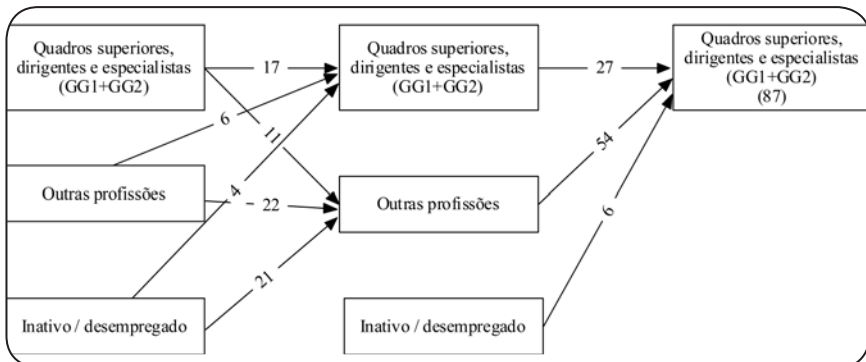 Quadros superiores,
dirigentes e especialistas
(GG1+GG2)
17
Quadros superiores,
dirigentes e especialistas
(GG1+GG2)
27
Quadros superiores,
dirigentes e especialistas
(GG1+GG2)
(87)
6
11
54
4
Outras profissões
22
Outras profissões
6
21
Inativo / desempregado
Inativo / desempregado